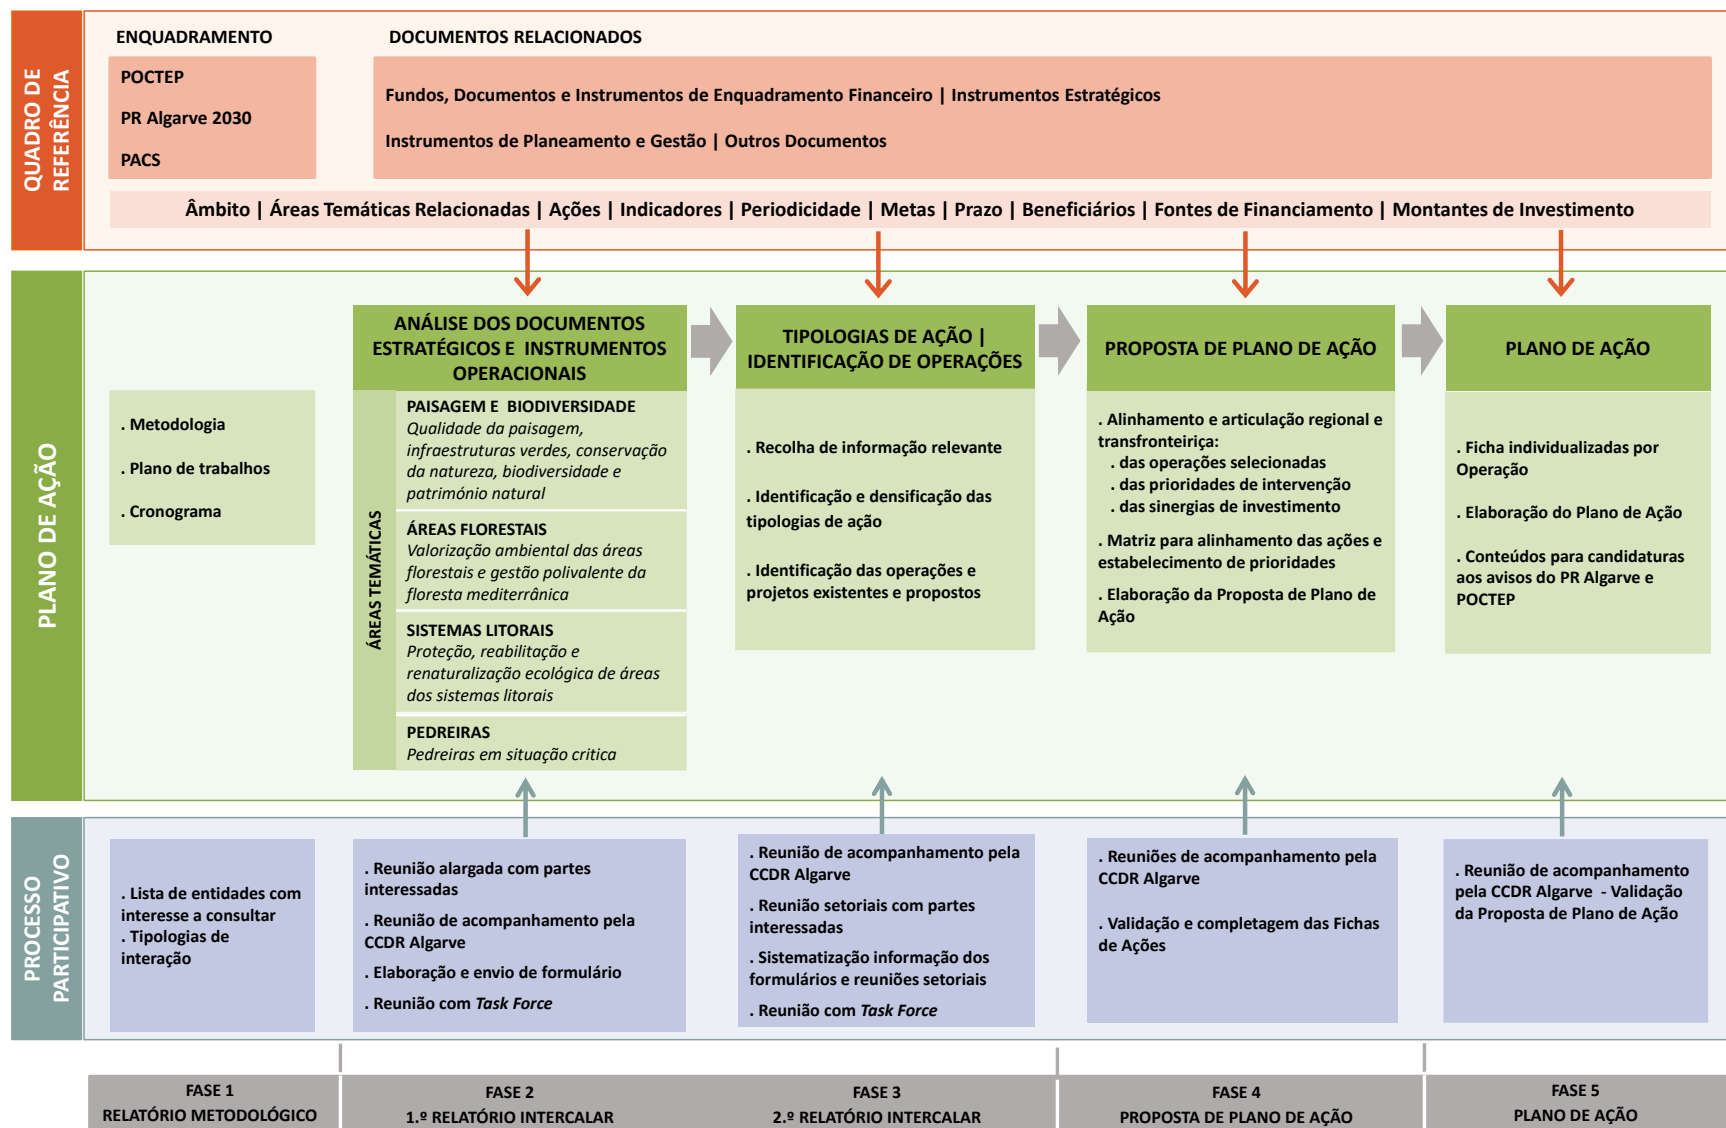 QUADRO DE
REFERÊNCIA
ENQUADRAMENTO
POCTEP
PR Algarve 2030
PACS
DOCUMENTOS RELACIONADOS
Fundos, Documentos e Instrumentos de Enquadramento Financeiro | Instrumentos Estratégicos
Instrumentos de Planeamento e Gestão | Outros Documentos
Âmbito | Áreas Temáticas Relacionadas | Ações | Indicadores | Periodicidade | Metas | Prazo | Beneficiários | Fontes de Financiamento | Montantes de Investimento
PLANO DE AÇÃO
. Metodologia
. Plano de trabalhos
. Cronograma
ANÁLISE DOS DOCUMENTOS
ESTRATÉGICOS E INSTRUMENTOS
OPERACIONAIS
ÁREAS TEMÁTICAS
PAISAGEM E BIODIVERSIDADE
Qualidade da paisagem,
infraestruturas verdes, conservação
da natureza, biodiversidade e
património natural
ÁREAS FLORESTAIS
Valorização ambiental das áreas
florestais e gestão polivalente da
floresta mediterrânica
SISTEMAS LITORAIS
Proteção, reabilitação e
renaturalização ecológica de áreas
dos sistemas litorais
PEDREIRAS
Pedreiras em situação critica
TIPOLOGIAS DE AÇÃO |
IDENTIFICAÇÃO DE OPERAÇÕES
. Recolha de informação relevante
. Identificação e densificação das
tipologias de ação
. Identificação das operações e
projetos existentes e propostos
PROPOSTA DE PLANO DE AÇÃO
. Alinhamento e articulação regional e
transfronteiriça:
. das operações selecionadas
. das prioridades de intervenção
. das sinergias de investimento
. Matriz para alinhamento das ações e
estabelecimento de prioridades
. Elaboração da Proposta de Plano de
Ação
PLANO DE AÇÃO
. Ficha individualizadas por
Operação
. Elaboração do Plano de Ação
. Conteúdos para candidaturas
aos avisos do PR Algarve e
POCTEP
PROCESSO
PARTICIPATIVO
. Lista de entidades com
interesse a consultar
. Tipologias de
interação
. Reunião alargada com partes
interessadas
. Reunião de acompanhamento pela
CCDR Algarve
. Elaboração e envio de formulário
. Reunião com Task Force
. Reunião de acompanhamento pela
CCDR Algarve
. Reunião setoriais com partes
interessadas
. Sistematização informação dos
formulários e reuniões setoriais
. Reunião com Task Force
. Reuniões de acompanhamento pela
CCDR Algarve
. Validação e completagem das Fichas
de Ações
. Reunião de acompanhamento
pela CCDR Algarve - Validação
da Proposta de Plano de Ação
FASE 1
RELATÓRIO METODOLÓGICO
FASE 2
1.º RELATÓRIO INTERCALAR
FASE 3
2.º RELATÓRIO INTERCALAR
FASE 4
PROPOSTA DE PLANO DE AÇÃO
FASE 5
PLANO DE AÇÃO